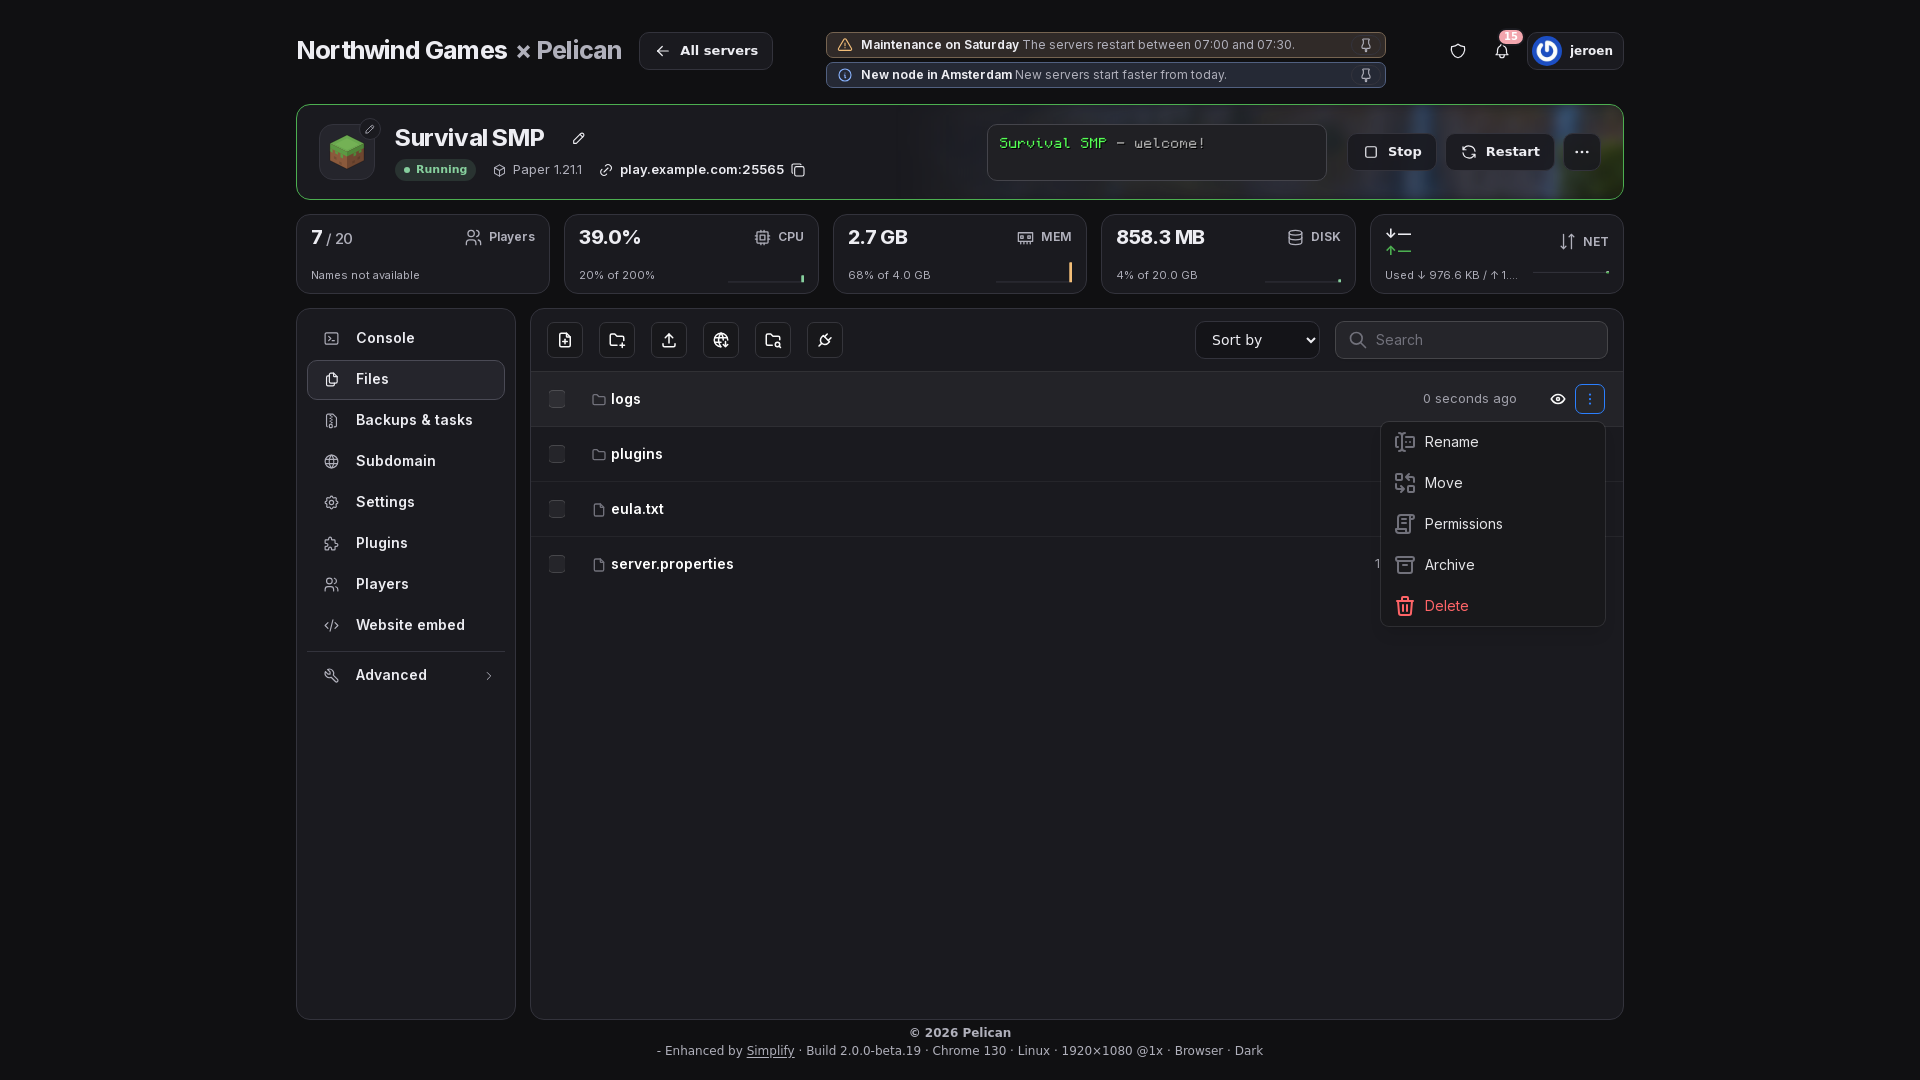 Northwind Games × Pelican
All servers
Maintenance on Saturday The servers restart between 07:00 and 07:30.
New node in Amsterdam New servers start faster from today.
15
jeroen
Survival SMP
Running
Paper 1.21.1
play.example.com:25565
Survival SMP - welcome!
Stop
Restart
7 / 20
Players
Names not available
39.0%
CPU
20% of 200%
2.7 GB
MEM
68% of 4.0 GB
858.3 MB
DISK
4% of 20.0 GB
↓—
↑—
NET
Used ↓ 976.6 KB / ↑ 1...
Console
Files
Backups & tasks
Subdomain
Settings
Plugins
Players
Website embed
Advanced
Sort by
Search
logs
0 seconds ago
plugins
eula.txt
server.properties
1
Rename
Move
Permissions
Archive
Delete
© 2026 Pelican
- Enhanced by Simplify · Build 2.0.0-beta.19 · Chrome 130 · Linux · 1920×1080 @1x · Browser · Dark